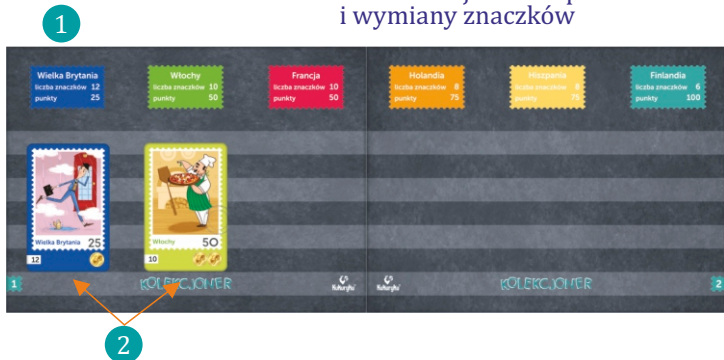 i wymiany znaczków
1
Wielka Brytania
liczba znaczków 12
punkty 25
Włochy
liczba znaczków 10
punkty 50
Francja
liczba znaczków 10
punkty 50
Holandia
liczba znaczków 8
punkty 75
Hiszpania
liczba znaczków 8
punkty 75
Finlandia
liczba znaczków 6
punkty 100
Wielka Brytania 25
12
Włochy 50
10
1
KOLEKCJONER
KOLEKCJONER
2
2